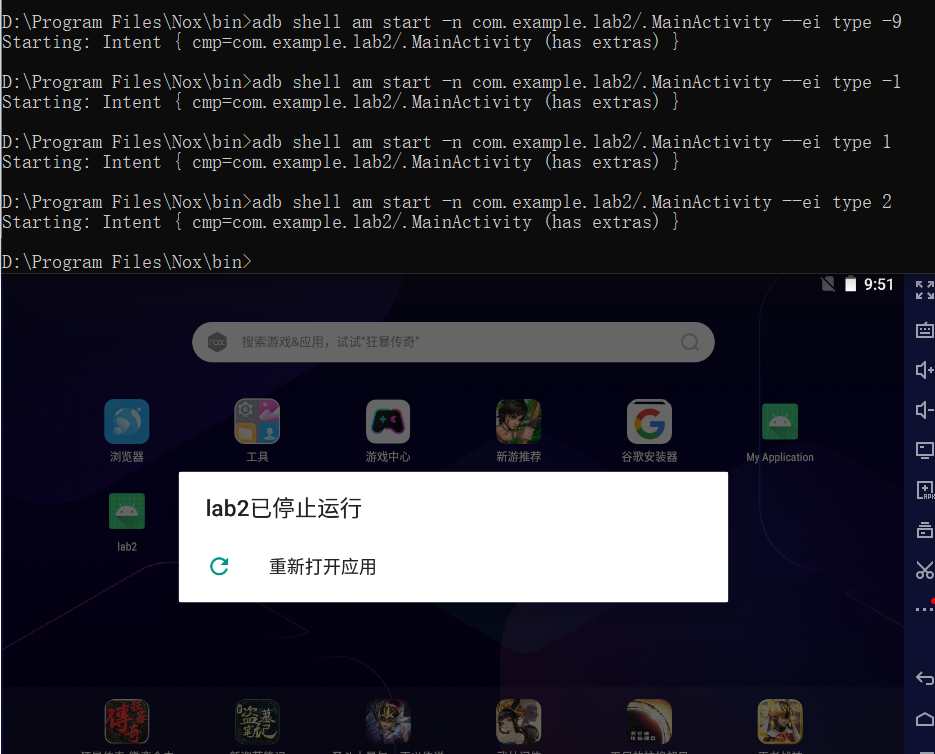 D:\Program Files\Nox\bin>adb shell am start -n com.example.lab2/.MainActivity --ei type -9
Starting: Intent { cmp=com.example.lab2/.MainActivity (has extras) }
D:\Program Files\Nox\bin>adb shell am start -n com.example.lab2/.MainActivity --ei type -1
Starting: Intent { cmp=com.example.lab2/.MainActivity (has extras) }
D:\Program Files\Nox\bin>adb shell am start -n com.example.lab2/.MainActivity --ei type 1
Starting: Intent { cmp=com.example.lab2/.MainActivity (has extras) }
D:\Program Files\Nox\bin>adb shell am start -n com.example.lab2/.MainActivity --ei type 2
Starting: Intent { cmp=com.example.lab2/.MainActivity (has extras) }
D:\Program Files\Nox\bin>
9:51
搜索游戏&应用，试试"狂暴传奇"
浏览器 工具 游戏中心 新游推荐 谷歌安装器 My Application
lab2已停止运行
重新打开应用
lab2